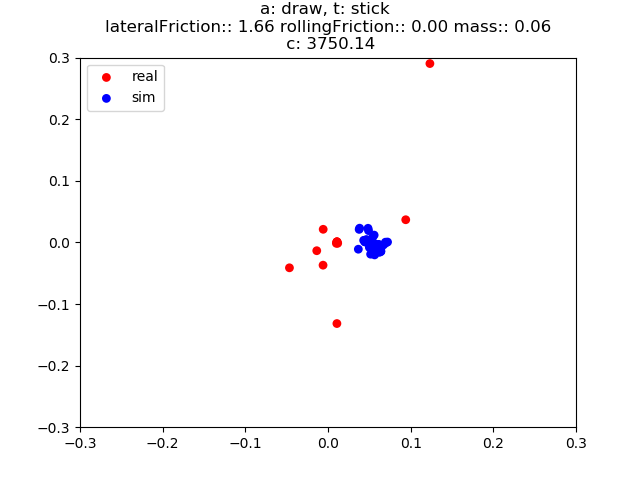 a: draw, t: stick
lateralFriction:: 1.66 rollingFriction:: 0.00 mass:: 0.06
c: 3750.14
real
sim
0.3
0.2
0.1
0.0
−0.1
−0.2
−0.3
−0.3 −0.2 −0.1 0.0 0.1 0.2 0.3